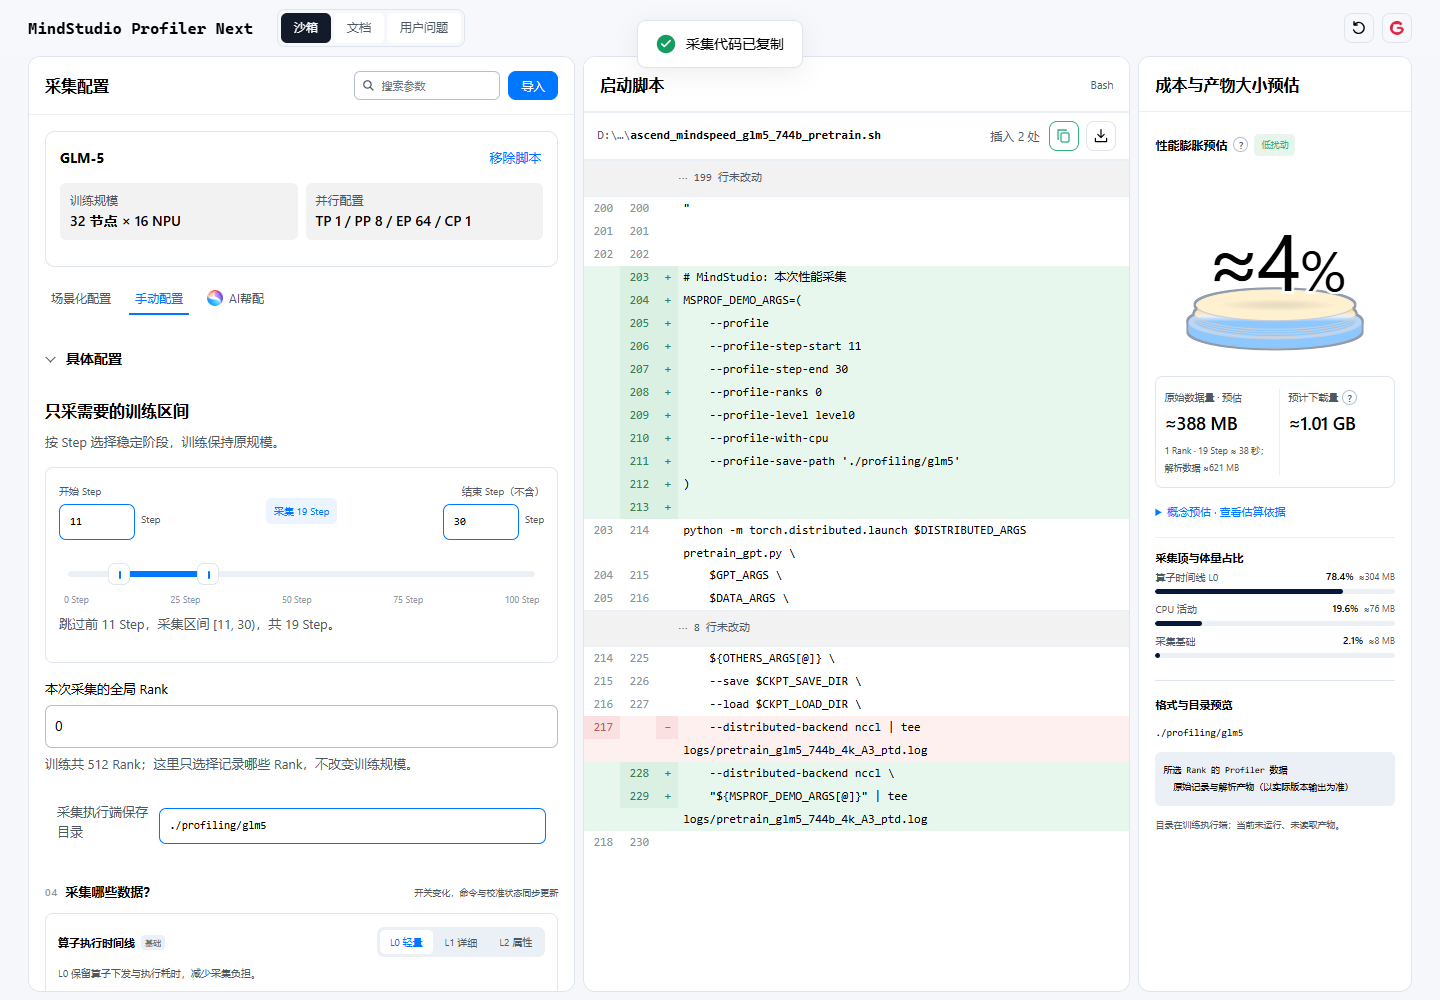 MindStudio Profiler Next
沙箱
文档
用户问题
采集代码已复制
采集配置
搜索参数
导入
GLM-5
移除脚本
训练规模
32 节点 × 16 NPU
并行配置
TP 1 / PP 8 / EP 64 / CP 1
场景化配置
手动配置
AI帮配
具体配置
只采需要的训练区间
按 Step 选择稳定阶段，训练保持原规模。
开始 Step
11
Step
采集 19 Step
结束 Step（不含）
30
Step
0 Step
25 Step
50 Step
75 Step
100 Step
跳过前 11 Step，采集区间 [11, 30)，共 19 Step。
本次采集的全局 Rank
0
训练共 512 Rank；这里只选择记录哪些 Rank，不改变训练规模。
采集执行端保存目录
./profiling/glm5
04 采集哪些数据？
开关变化，命令与校准状态同步更新
算子执行时间线 基础
L0 轻量
L1 详细
L2 属性
L0 保留算子下发与执行耗时，减少采集负担。
启动脚本
Bash
D:\…\ascend_mindspeed_glm5_744b_pretrain.sh
插入 2 处
··· 199 行未改动
200 200 "
201 201
202 202
203 + # MindStudio: 本次性能采集
204 + MSPROF_DEMO_ARGS=(
205 + --profile
206 + --profile-step-start 11
207 + --profile-step-end 30
208 + --profile-ranks 0
209 + --profile-level level0
210 + --profile-with-cpu
211 + --profile-save-path './profiling/glm5'
212 + )
213 +
203 214 python -m torch.distributed.launch $DISTRIBUTED_ARGS
pretrain_gpt.py \
204 215 $GPT_ARGS \
205 216 $DATA_ARGS \
··· 8 行未改动
214 225 ${OTHERS_ARGS[@]} \
215 226 --save $CKPT_SAVE_DIR \
216 227 --load $CKPT_LOAD_DIR \
217 − --distributed-backend nccl | tee
logs/pretrain_glm5_744b_4k_A3_ptd.log
228 + --distributed-backend nccl \
229 + "${MSPROF_DEMO_ARGS[@]}" | tee
logs/pretrain_glm5_744b_4k_A3_ptd.log
218 230
成本与产物大小预估
性能膨胀预估 ? 低扰动
≈4%
原始数据量 · 预估
≈388 MB
1 Rank · 19 Step ≈ 38 秒；
解析数据 ≈621 MB
预计下载量 ?
≈1.01 GB
概念预估 · 查看估算依据
采集项与体量占比
算子时间线 L0 78.4% ≈304 MB
CPU 活动 19.6% ≈76 MB
采集基础 2.1% ≈8 MB
格式与目录预览
./profiling/glm5
所选 Rank 的 Profiler 数据
原始记录与解析产物（以实际版本输出为准）
目录在训练执行端；当前未运行、未读取产物。